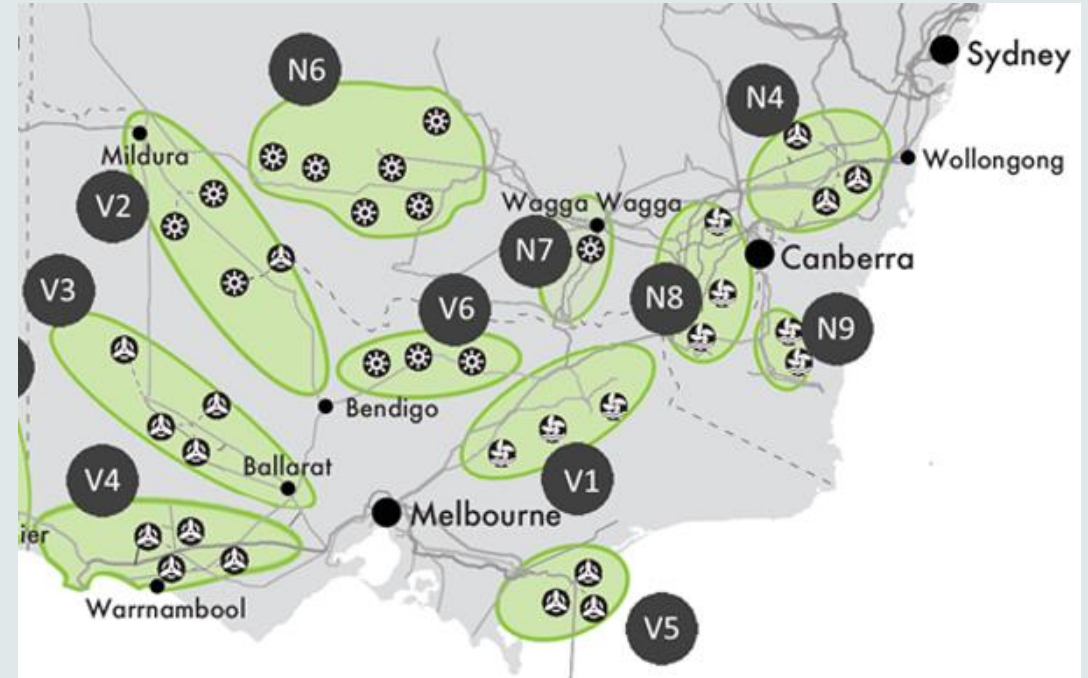 Sydney
N6
N4
Mildura
Wollongong
V2
Wagga Wagga
N7
Canberra
V3
V6
N8
N9
Bendigo
Ballarat
V4
V1
Melbourne
ier
Warrnambool
V5